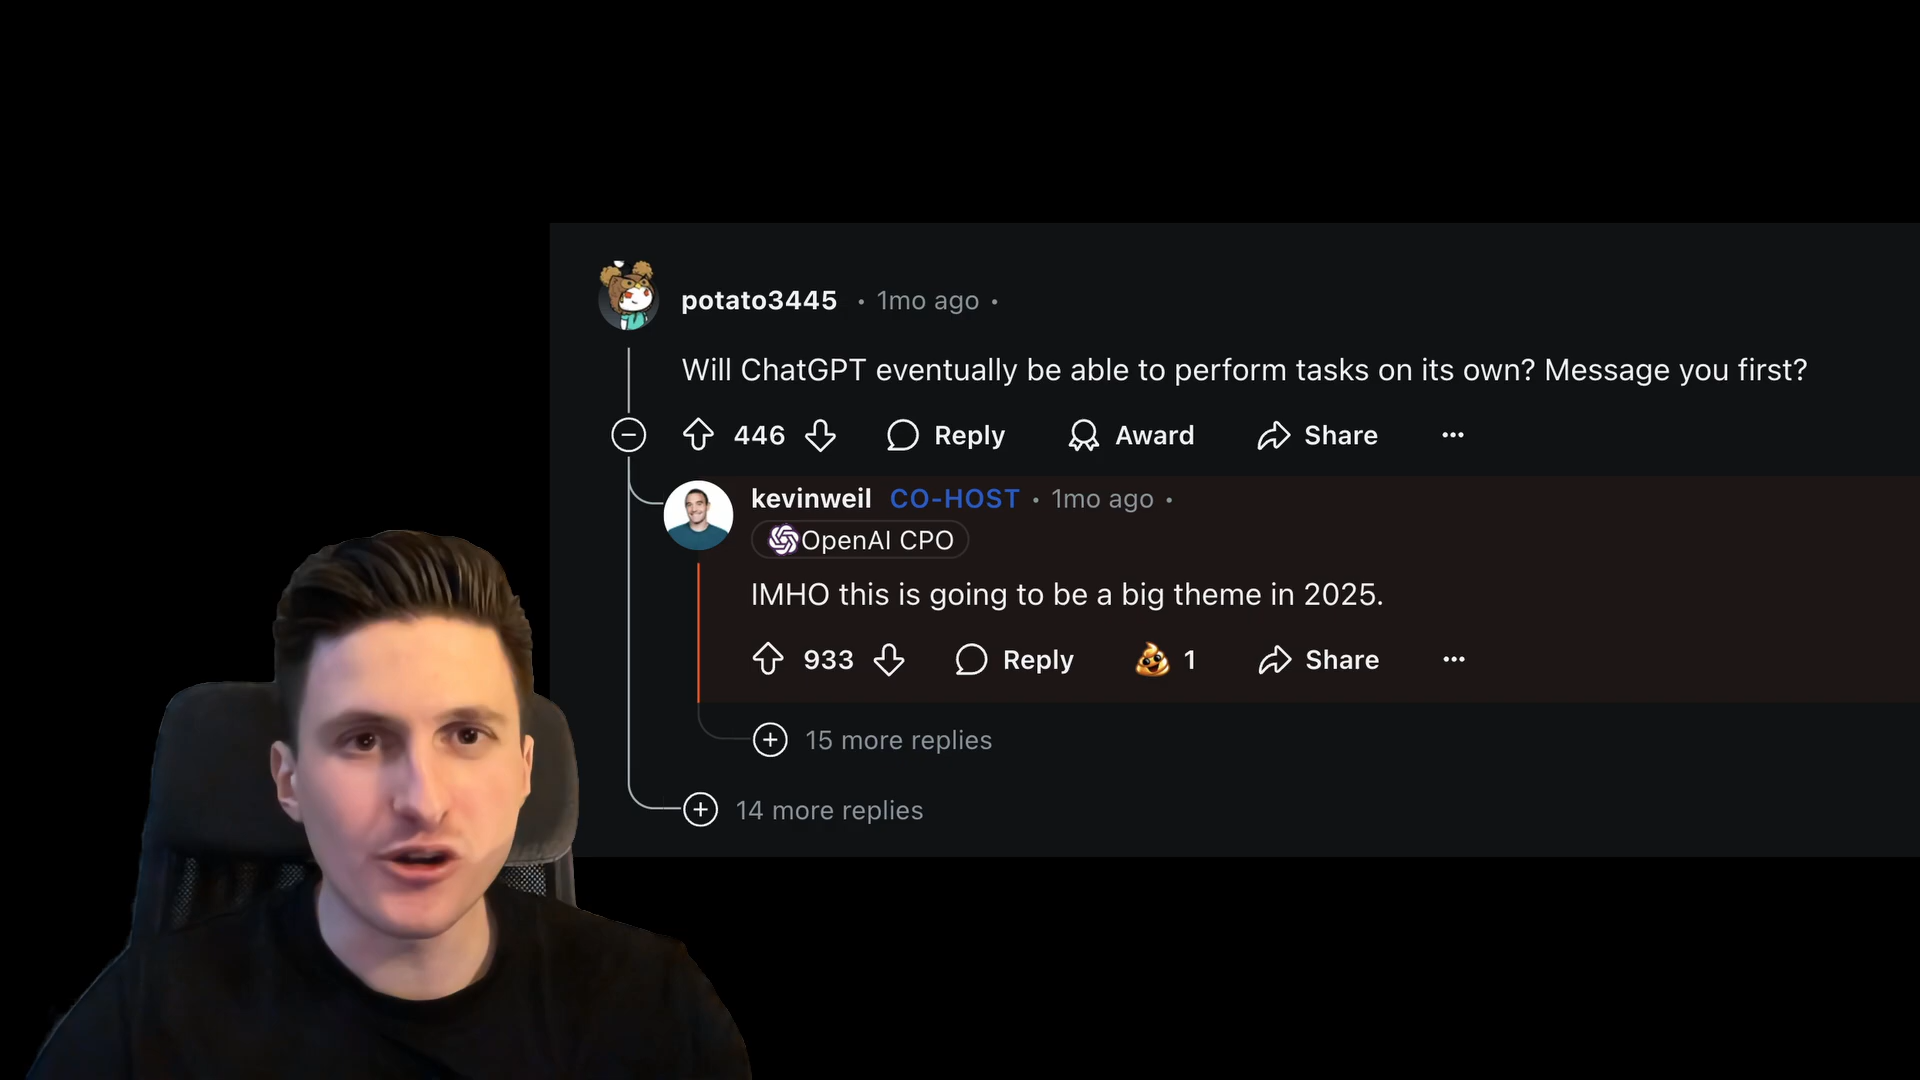 potato3445 • 1mo ago •
Will ChatGPT eventually be able to perform tasks on its own? Message you first?
446 Reply Award Share ...
kevinweil CO-HOST • 1mo ago •
OpenAI CPO
IMHO this is going to be a big theme in 2025.
933 Reply 1 Share ...
15 more replies
14 more replies